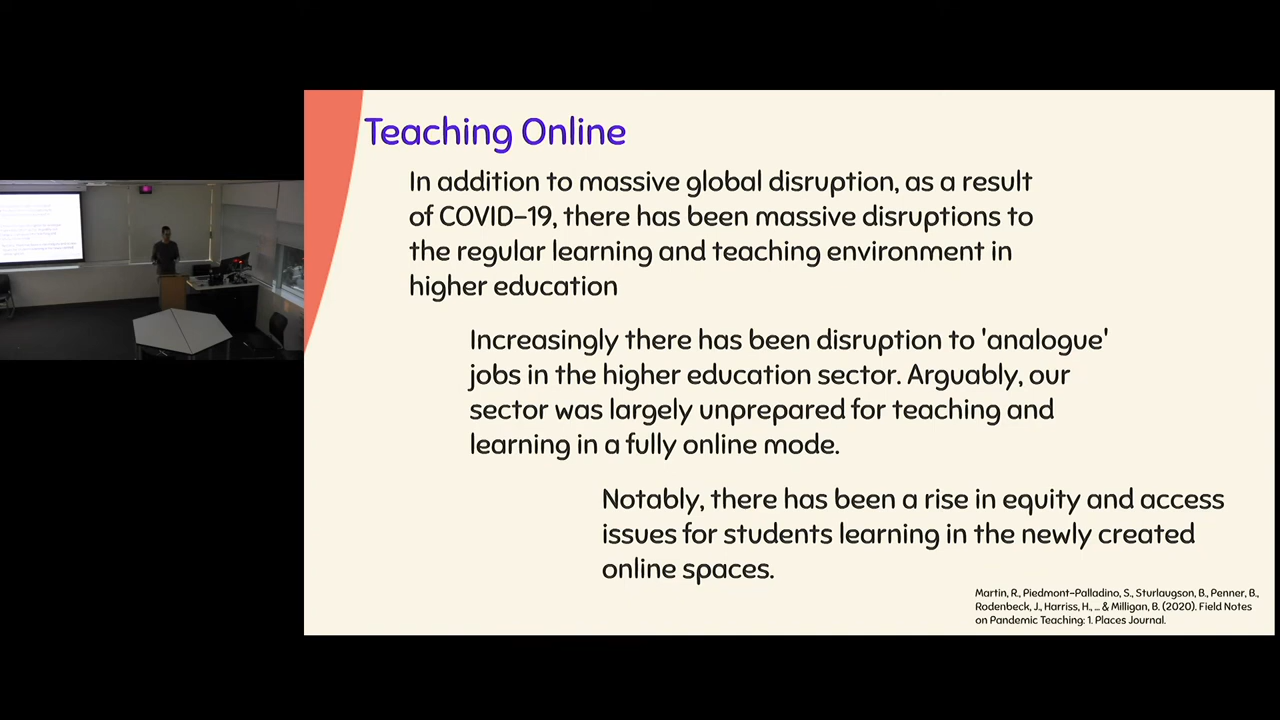 Teaching Online
In addition to massive global disruption, as a result
of COVID-19, there has been massive disruptions to
the regular learning and teaching environment in
higher education
Increasingly there has been disruption to 'analogue'
jobs in the higher education sector. Arguably, our
sector was largely unprepared for teaching and
learning in a fully online mode.
Notably, there has been a rise in equity and access
issues for students learning in the newly created
online spaces.
Martin, R., Piedmont-Palladino, S., Sturlaugson, B., Penner, B.,
Rodenbeck, J., Harriss, H., ... & Milligan, B. (2020). Field Notes
on Pandemic Teaching: 1. Places Journal.